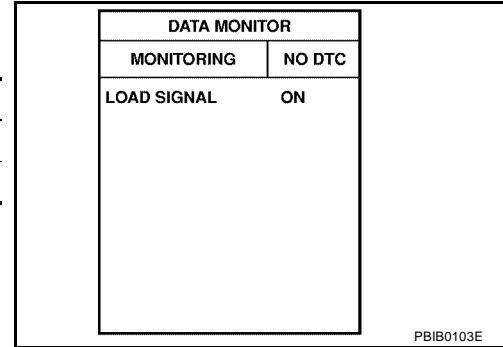 DATA MONITOR
MONITORING NO DTC
LOAD SIGNAL ON
PBIB0103E